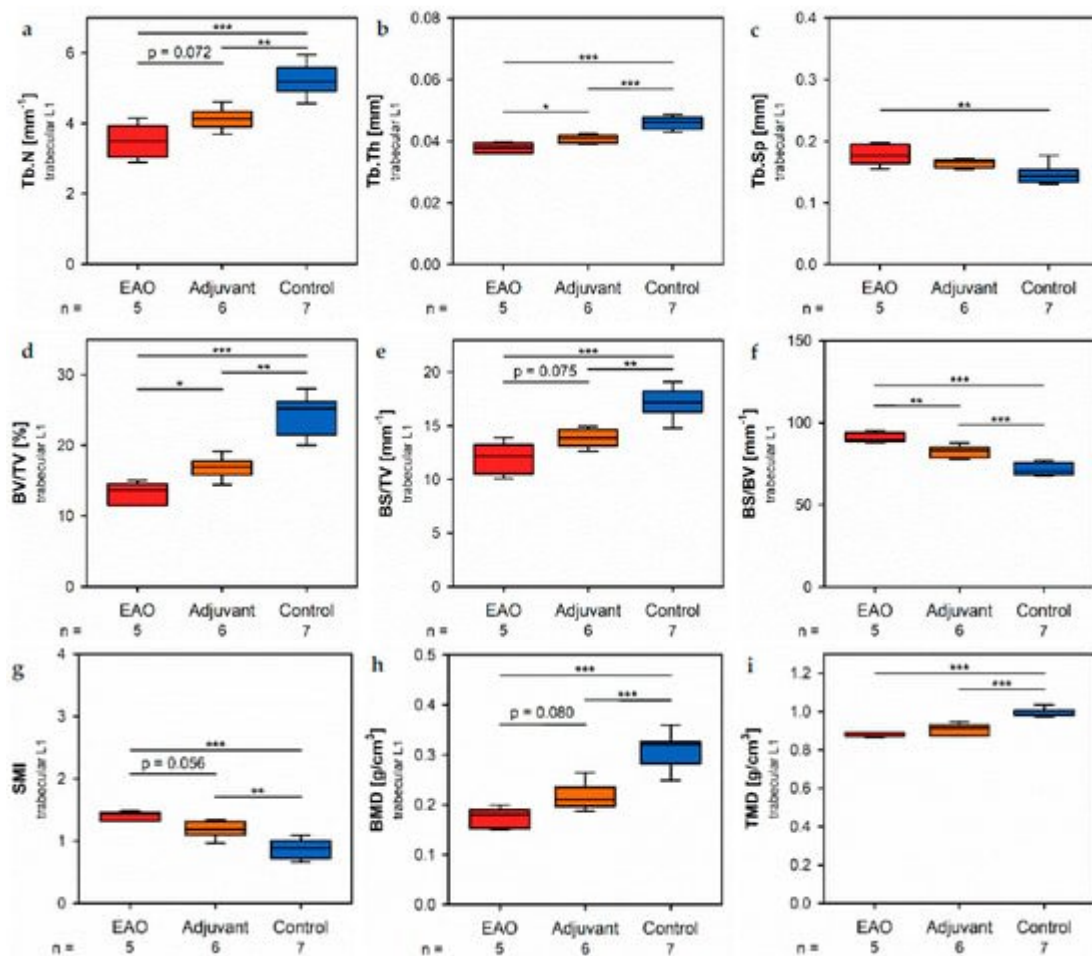 a
Tb.N [mm⁻¹]
trabecular L1
6
4
2
0
***
p = 0.072
**
EAO
Adjuvant
Control
n =
5
6
7
b
Tb.Th [mm]
trabecular L1
0.08
0.06
0.04
0.02
0.00
***
*
***
EAO
Adjuvant
Control
5
6
7
c
Tb.Sp [mm]
trabecular L1
0.4
0.3
0.2
0.1
0.0
**
EAO
Adjuvant
Control
5
6
7
d
BV/TV [%]
trabecular L1
30
20
10
0
***
*
**
EAO
Adjuvant
Control
n =
5
6
7
e
BS/TV [mm⁻¹]
trabecular L1
20
15
10
5
0
***
p = 0.075
**
EAO
Adjuvant
Control
n =
5
6
7
f
BS/BV [mm⁻¹]
trabecular L1
150
100
50
0
***
**
***
EAO
Adjuvant
Control
n =
5
6
7
g
SMI
trabecular L1
4
3
2
1
0
***
p = 0.056
**
EAO
Adjuvant
Control
n =
5
6
7
h
BMD [g/cm³]
trabecular L1
0.5
0.4
0.3
0.2
0.1
0.0
***
p = 0.080
***
EAO
Adjuvant
Control
n =
5
6
7
i
TMD [g/cm³]
trabecular L1
1.2
1.0
0.8
0.6
0.4
0.2
0.0
***
***
EAO
Adjuvant
Control
n =
5
6
7